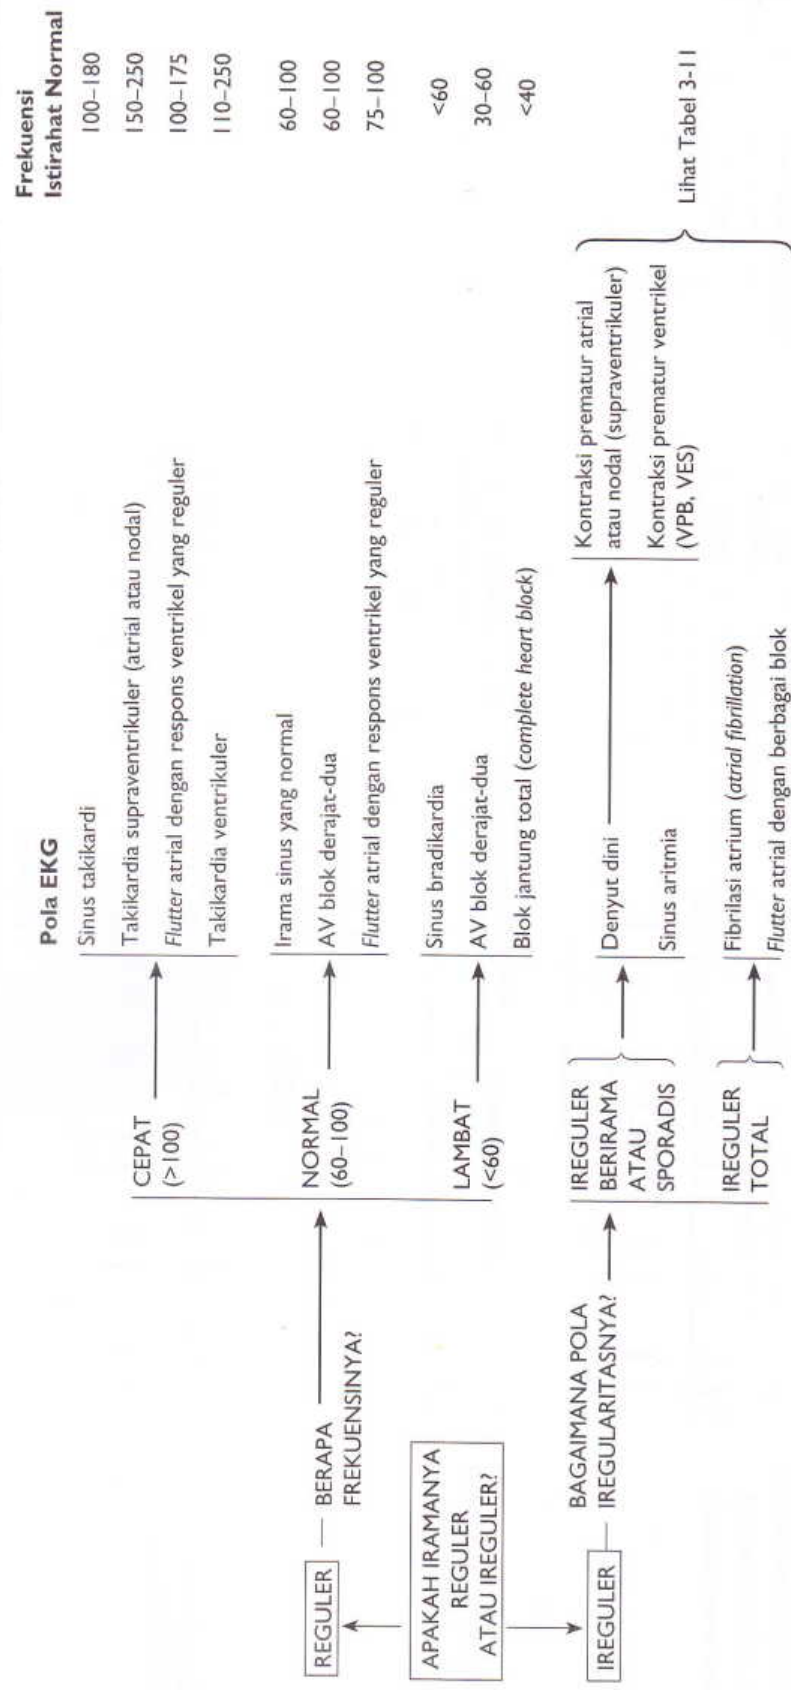 Frekuensi
Pola EKG Istirahat Normal
Sinus takikardi 100–180
Takikardia supraventrikuler (atrial atau nodal) 150–250
CEPAT
(>100)
Flutter atrial dengan respons ventrikel yang reguler 100–175
Takikardia ventrikuler 110–250
Irama sinus yang normal 60–100
REGULER
BERAPA
FREKUENSINYA?
NORMAL
(60–100)
AV blok derajat-dua 60–100
Flutter atrial dengan respons ventrikel yang reguler 75–100
Sinus bradikardia <60
LAMBAT
(<60)
AV blok derajat-dua 30–60
Blok jantung total (complete heart block) <40
APAKAH IRAMANYA
REGULER
ATAU IREGULER?
IREGULER
BAGAIMANA POLA
IREGULARITASNYA?
IREGULER
BERIRAMA
ATAU
SPORADIS
Denyut dini
Sinus aritmia
Kontraksi prematur atrial
atau nodal (supraventrikuler)
Kontraksi prematur ventrikel
(VPB, VES)
IREGULER
TOTAL
Fibrilasi atrium (atrial fibrillation)
Flutter atrial dengan berbagai blok
Lihat Tabel 3-11